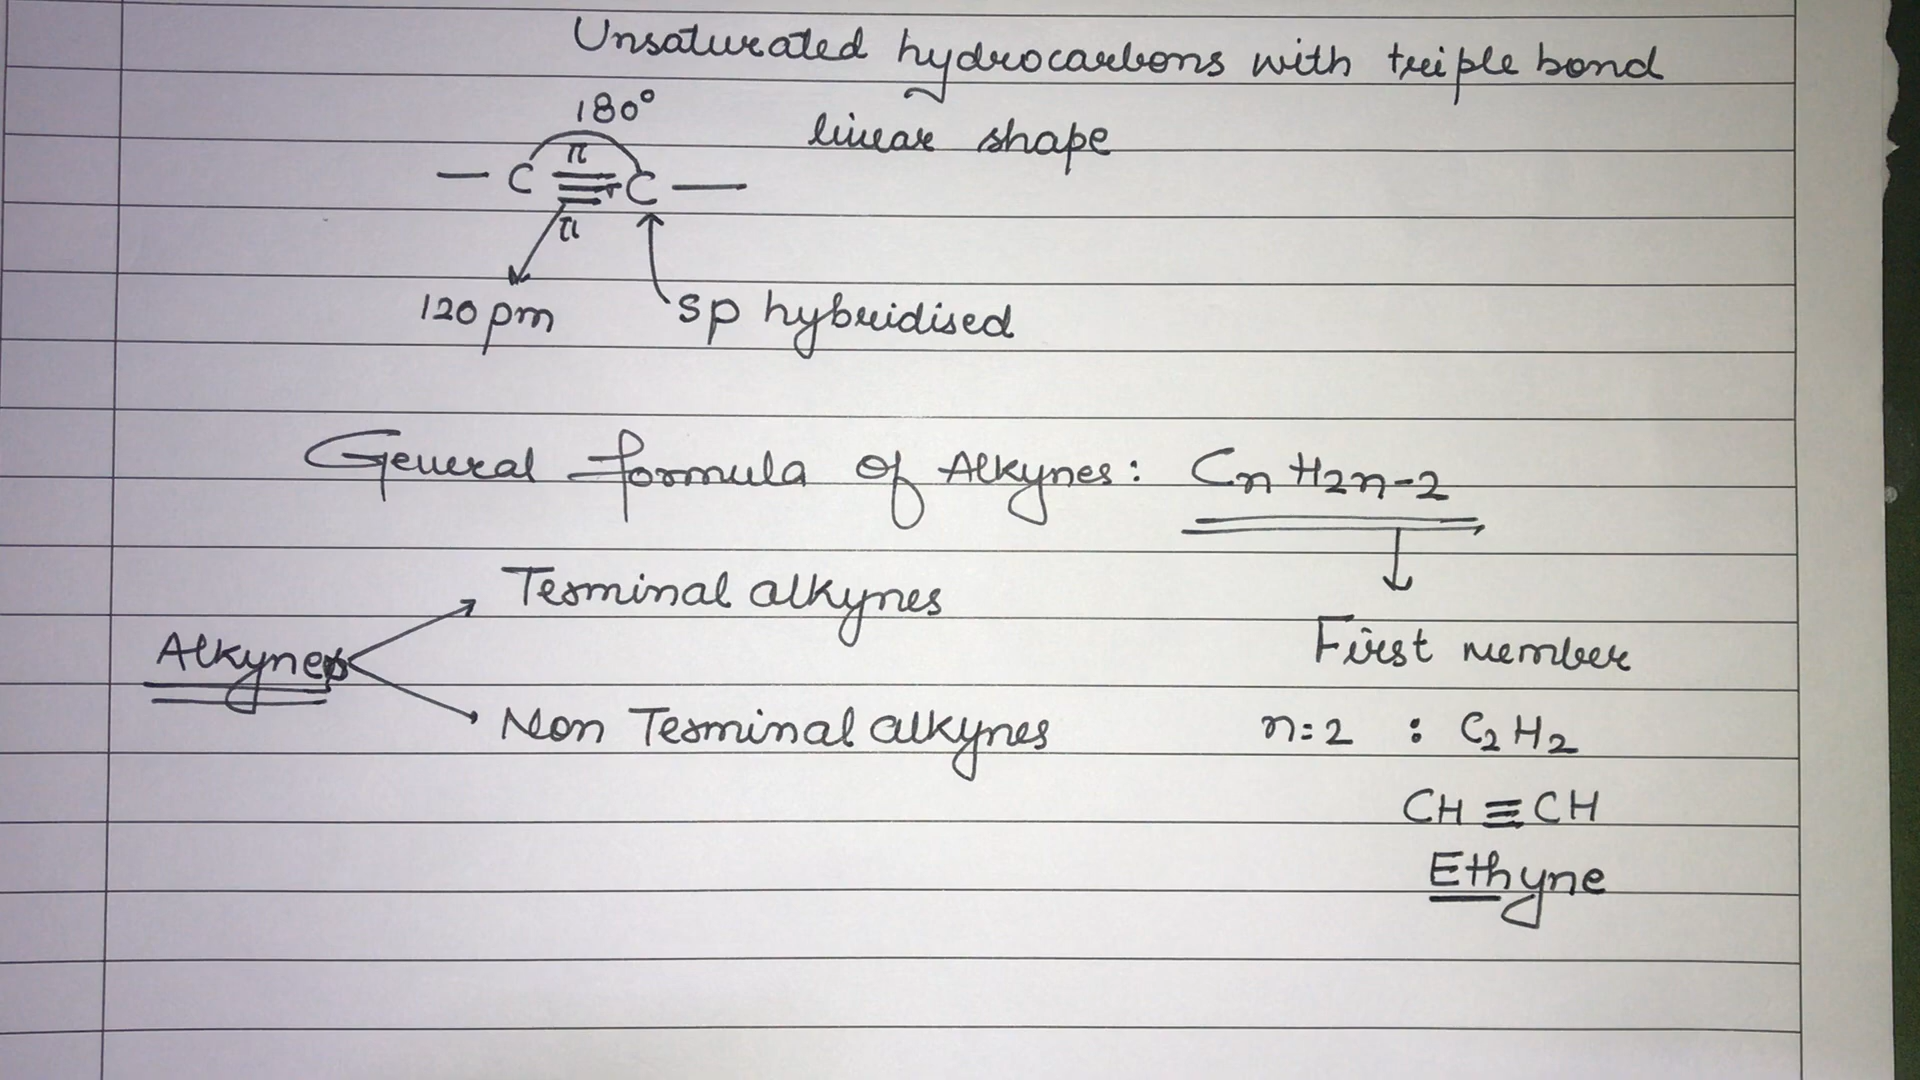 Unsaturated hydrocarbons with triple bond
180° linear shape
π
— C ≡ C —
π
120 pm sp hybridised
General formula of Alkynes: CnH2n-2
Terminal alkynes
Alkynes First member
Non Terminal alkynes n=2 : C2H2
CH≡CH
Ethyne